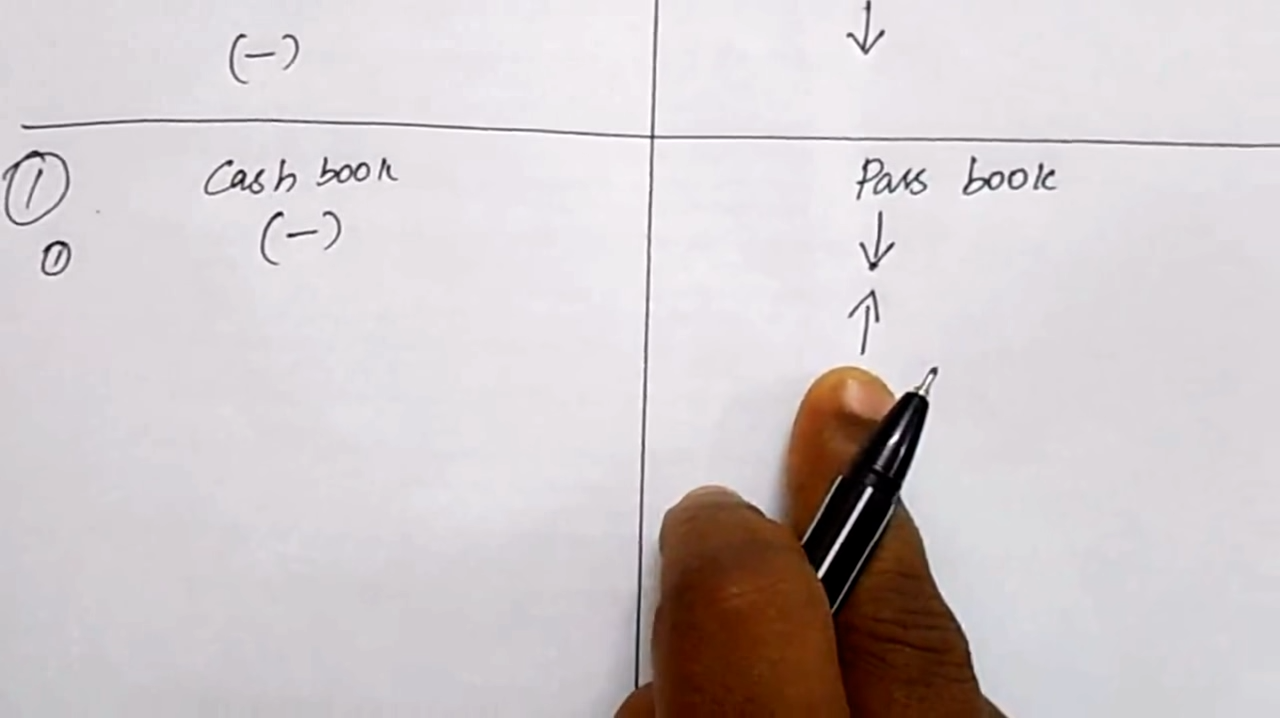 (-) ↓
① Cash book Pass book
① (-) ↓
↑